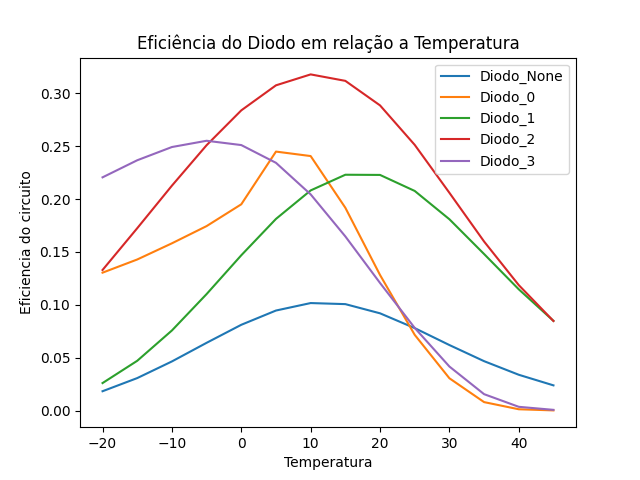 Eficiência do Diodo em relação a Temperatura
Diodo_None
Diodo_0
Diodo_1
Diodo_2
Diodo_3
Eficiencia do circuito
0.30
0.25
0.20
0.15
0.10
0.05
0.00
−20 −10 0 10 20 30 40
Temperatura